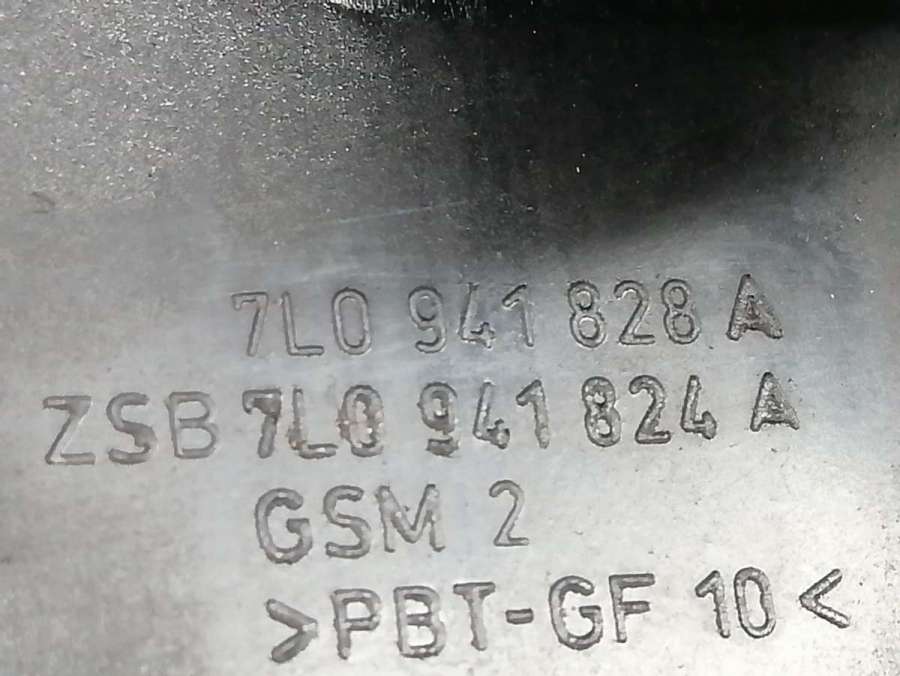 7L0 941 828 A
ZSB 7L0 941 824 A
GSM 2
>PBT-GF 10<